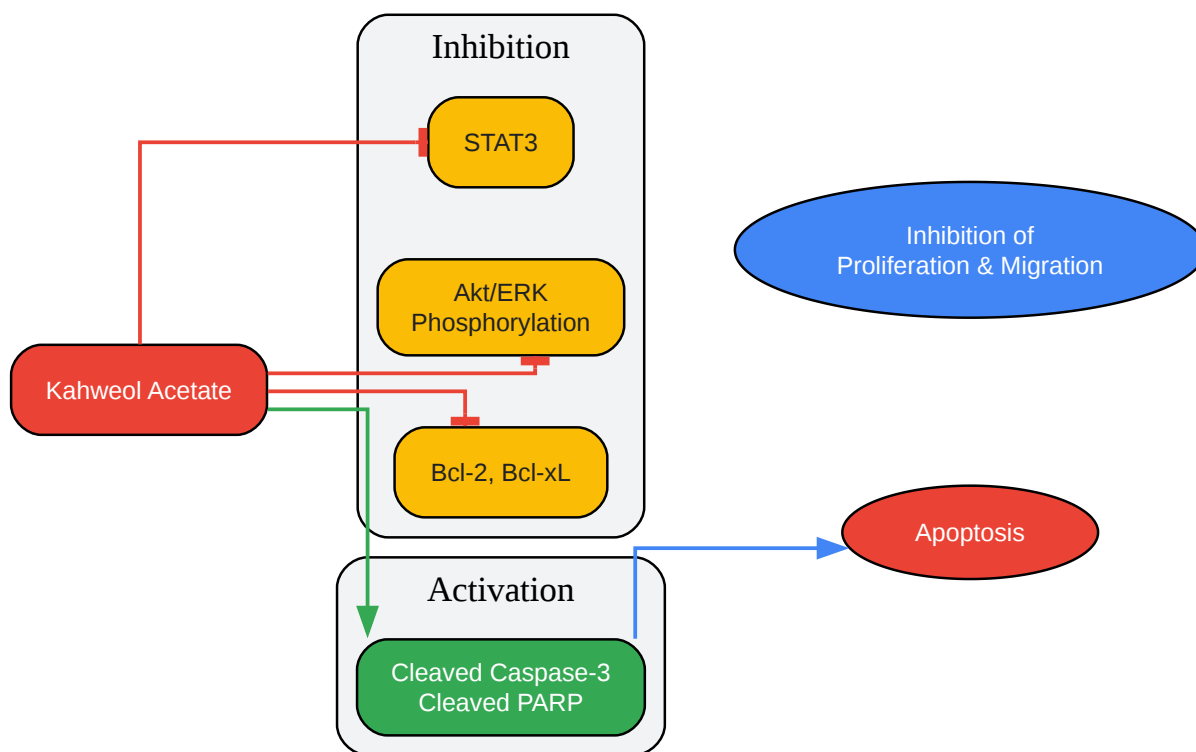 Inhibition
STAT3
Inhibition of
Proliferation & Migration
Akt/ERK
Phosphorylation
Kahweol Acetate
Bcl-2, Bcl-xL
Apoptosis
Activation
Cleaved Caspase-3
Cleaved PARP